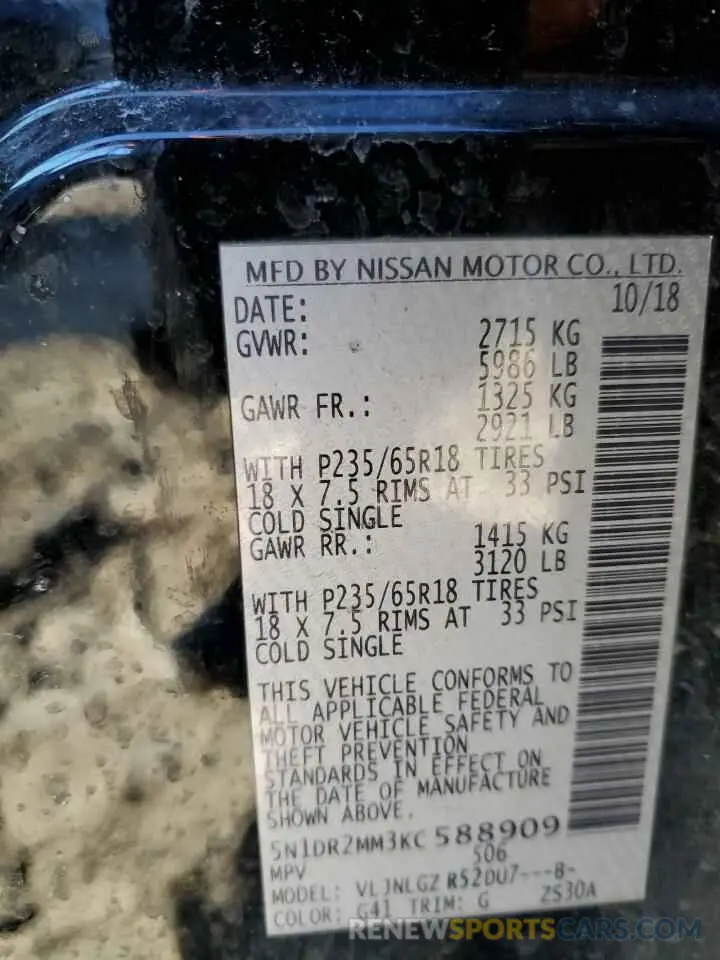 MFD BY NISSAN MOTOR CO., LTD.
DATE: 10/18
GVWR: 2715 KG
5986 LB
GAWR FR.: 1325 KG
2921 LB
WITH P235/65R18 TIRES
18 X 7.5 RIMS AT 33 PSI
COLD SINGLE
GAWR RR.: 1415 KG
3120 LB
WITH P235/65R18 TIRES
18 X 7.5 RIMS AT 33 PSI
COLD SINGLE
THIS VEHICLE CONFORMS TO
ALL APPLICABLE FEDERAL
MOTOR VEHICLE SAFETY AND
THEFT PREVENTION
STANDARDS IN EFFECT ON
THE DATE OF MANUFACTURE
SHOWN ABOVE.
5N1DR2MM3KC 588909
MPV 506
MODEL: VLJNLGZ R52DU7---B-
COLOR: G41 TRIM: G 2S30A
RENEWSPORTSCARS.COM